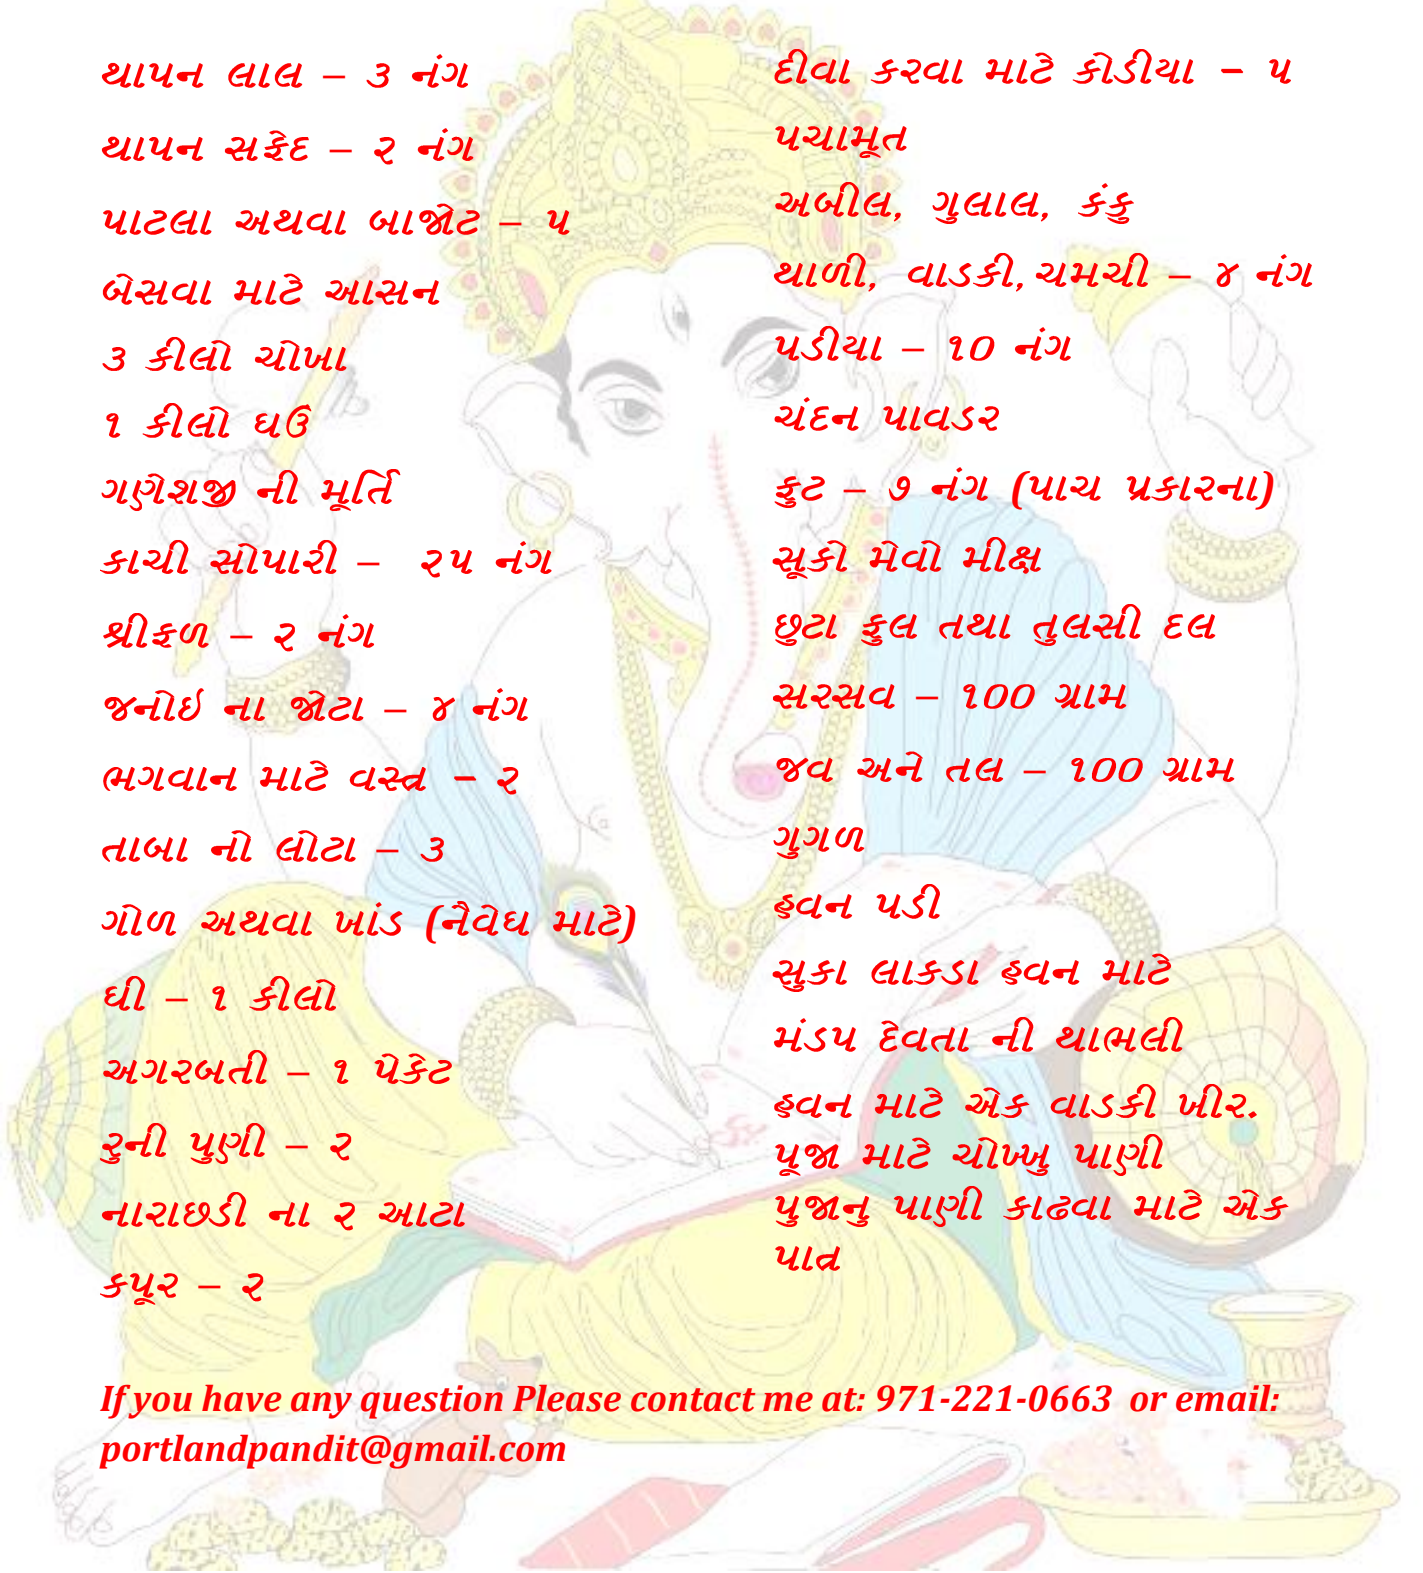 થાપન લાલ – ૩ નંગ
થાપન સફેદ – ૨ નંગ
પાટલા અથવા બાજોટ – ૫
બેસવા માટે આસન
૩ કીલો ચોખા
૧ કીલો ઘઉં
ગણેશજી ની મૂર્તિ
કાચી સોપારી – ૨૫ નંગ
શ્રીફળ – ૨ નંગ
જનોઇ ના જોટા – ૪ નંગ
ભગવાન માટે વસ્ત્ર – ૨
તાબા નો લોટા – ૩
ગોળ અથવા ખાંડ (નૈવેઘ માટે)
ઘી – ૧ કીલો
અગરબતી – ૧ પેકેટ
રુની પુણી – ૨
નારાછડી ના ૨ આટા
કપૂર – ૨
દીવા કરવા માટે કોડીયા – ૫
પચામૂત
અબીલ, ગુલાલ, કંકુ
થાળી, વાડકી, ચમચી – ૪ નંગ
પડીયા – ૧0 નંગ
ચંદન પાવડર
ફુટ – ૭ નંગ (પાચ પ્રકારના)
સૂકો મેવો મીક્ષ
છુટા ફુલ તથા તુલસી દલ
સરસવ – ૧00 ગ્રામ
જવ અને તલ – ૧00 ગ્રામ
ગુગળ
હવન પડી
સુકા લાકડા હવન માટે
મંડપ દેવતા ની થાભલી
હવન માટે એક વાડકી ખીર.
પૂજા માટે ચોખ્ખુ પાણી
પુજાનુ પાણી કાઢવા માટે એક
પાત્ર
If you have any question Please contact me at: 971-221-0663 or email:
portlandpandit@gmail.com